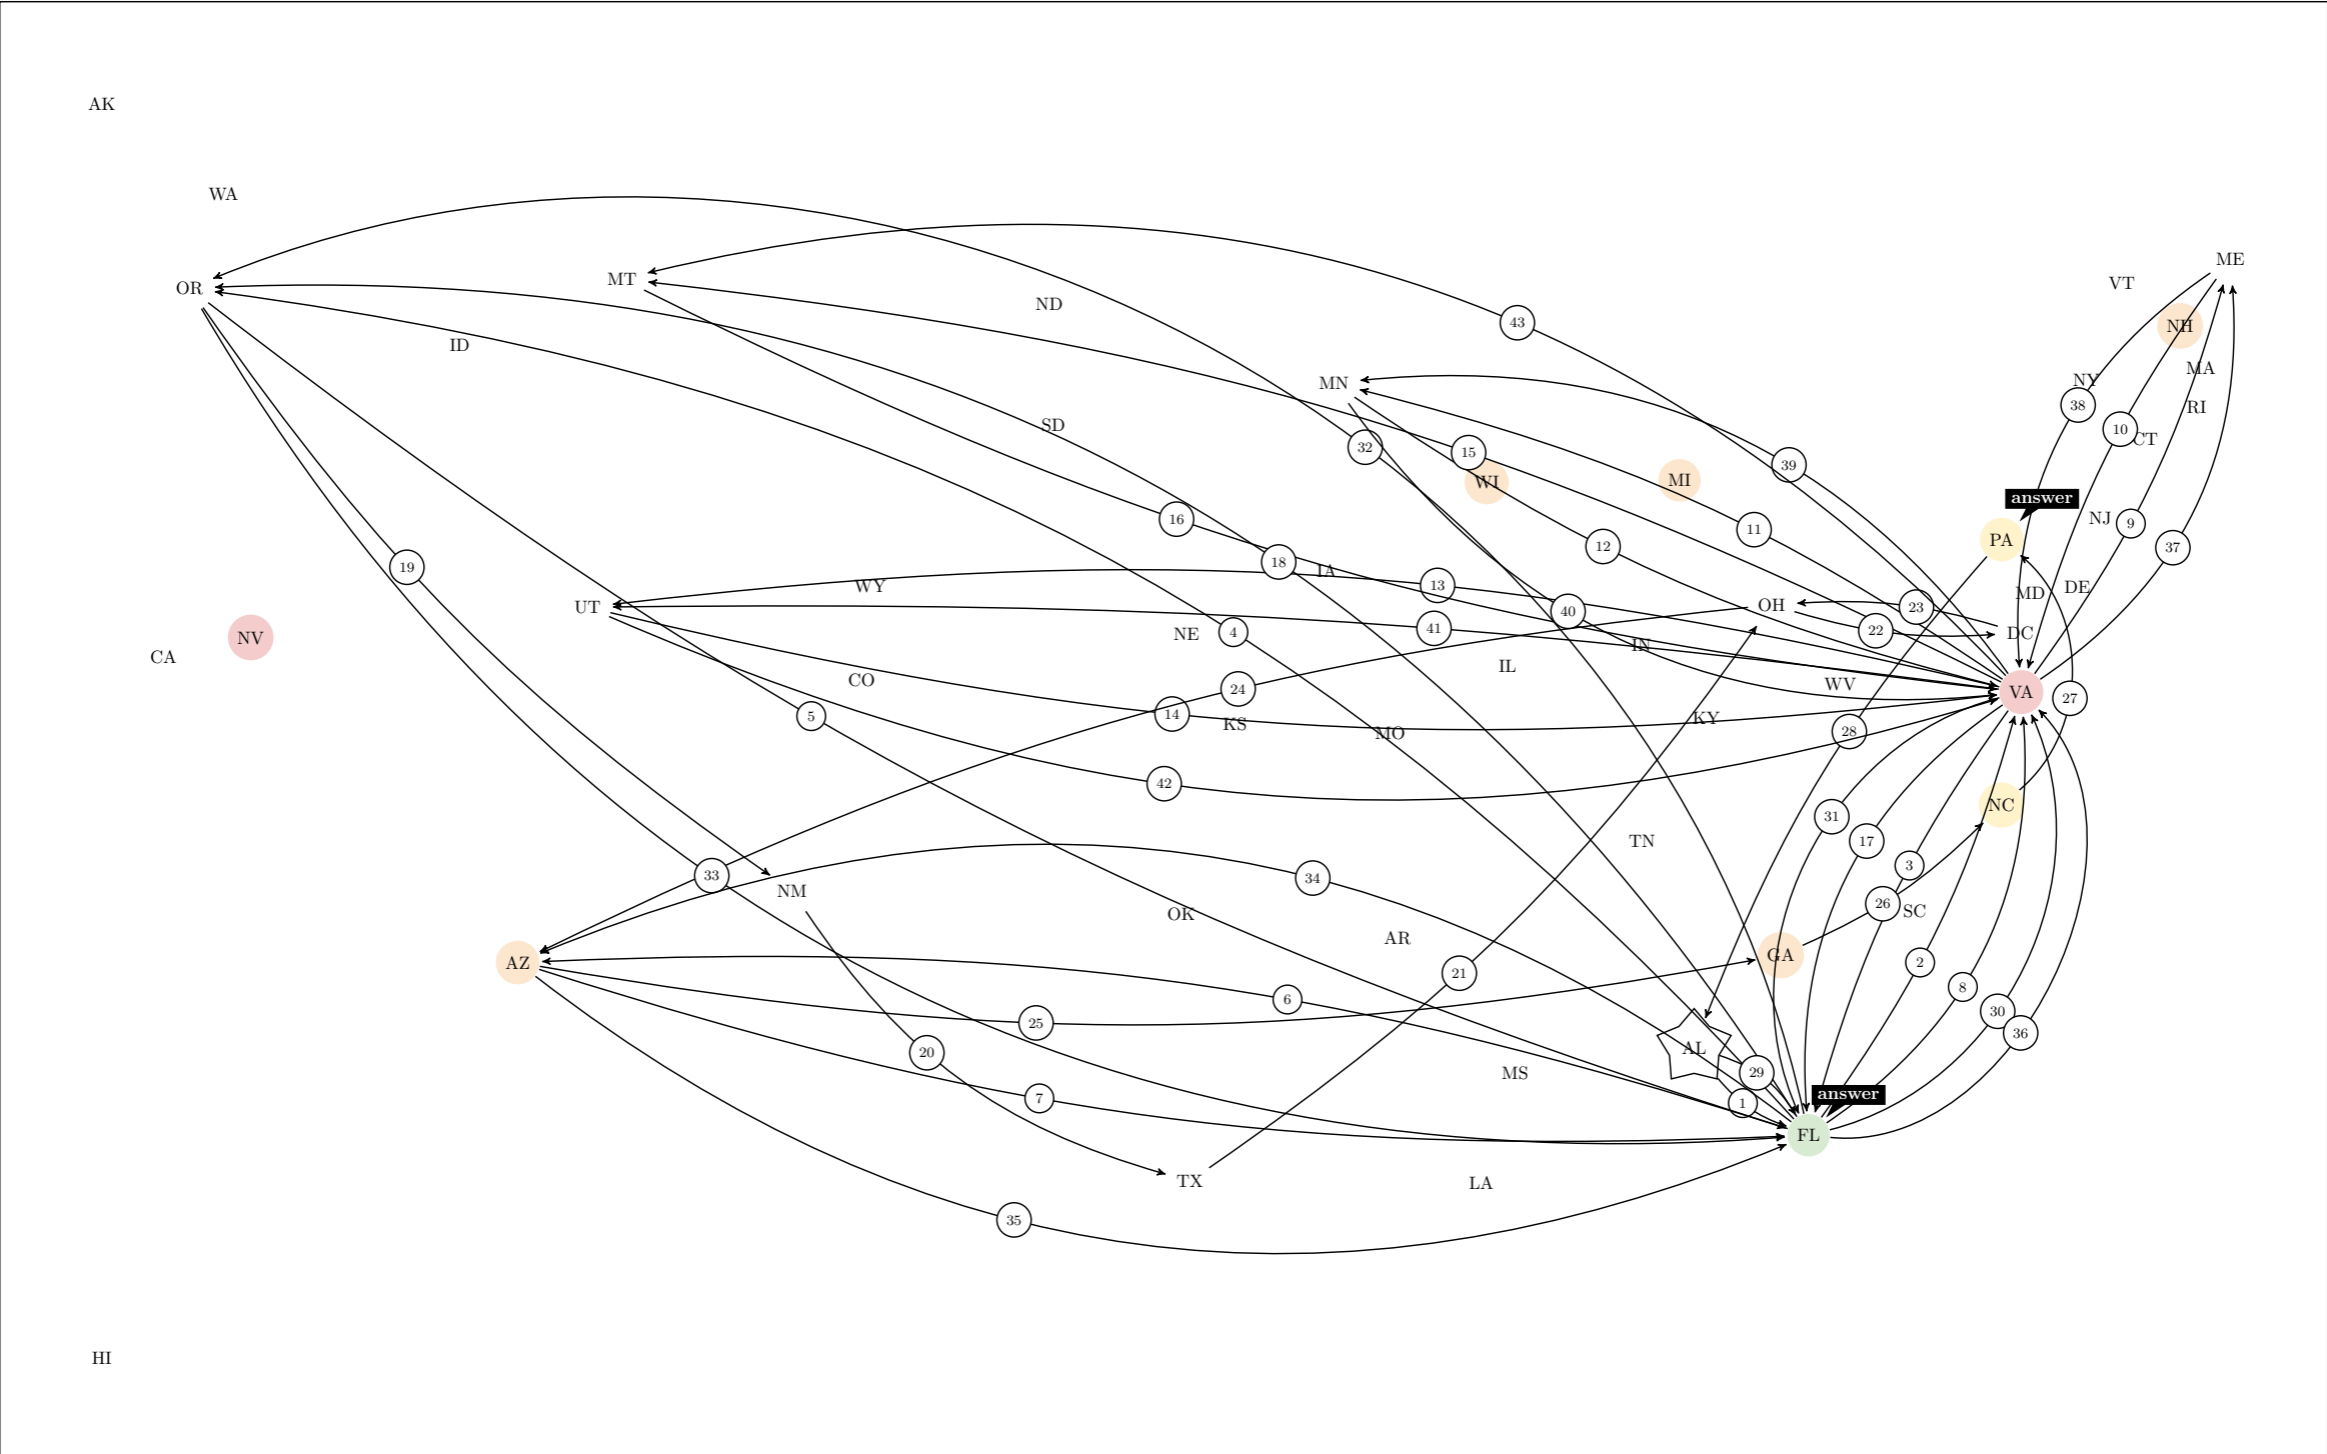 AK
WA
ME
OR
MT
VT
ND
43
NH
ID
MA
MN
NY
38
RI
SD
10
CT
32
15
39
WI
MI
answer
16
NJ
9
11
PA
12
37
18
19
IA
WY
13
MD
DE
UT
40
OH
23
41
22
NE
4
DC
NV
IN
CA
IL
CO
WV
24
VA
27
5
14
KS
KY
MO
28
42
NC
31
TN
17
3
33
34
NM
26
OK
SC
AR
GA
AZ
2
21
6
8
30
25
36
20
AL
MS
29
7
answer
1
FL
TX
LA
35
HI